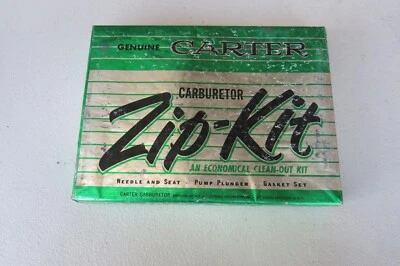 GENUINE CARTER
CARBURETOR
Zip-Kit
AN ECONOMICAL CLEAN-OUT KIT
NEEDLE AND SEAT - PUMP PLUNGER - GASKET SET
CARTER CARBURETOR